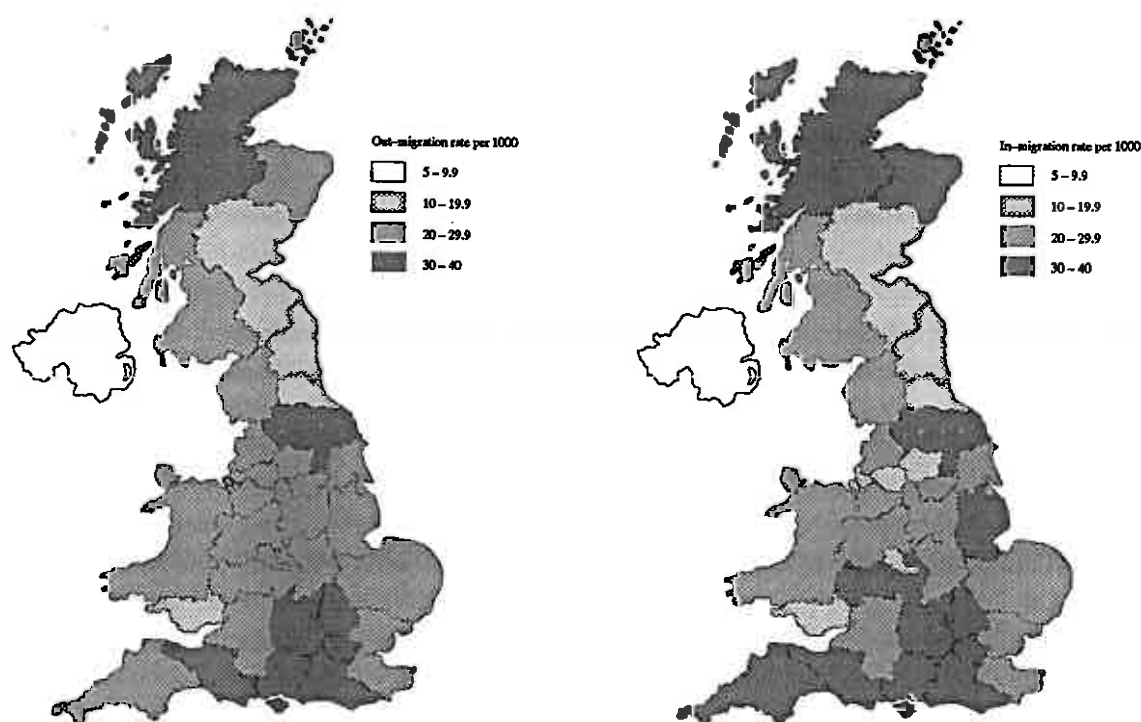 Out–migration rate per 1000
5 – 9.9
10 – 19.9
20 – 29.9
30 – 40
In–migration rate per 1000
5 – 9.9
10 – 19.9
20 – 29.9
30 – 40